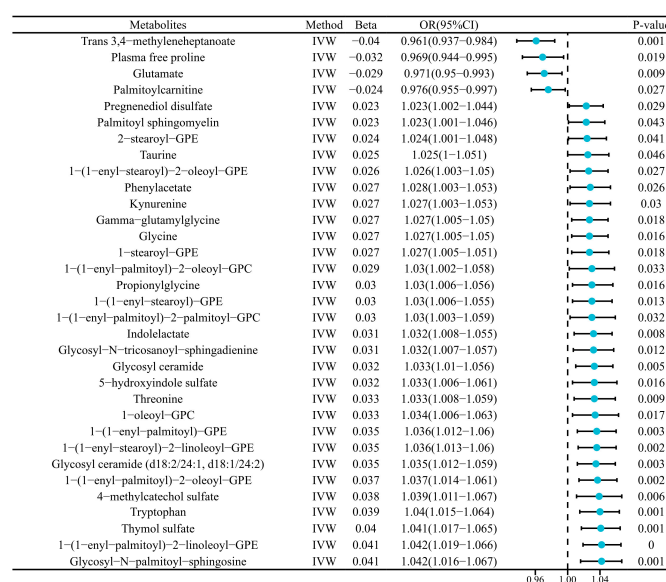 Metabolites Method Beta OR(95%CI) P-value
Trans 3,4−methyleneheptanoate IVW −0.04 0.961(0.937−0.984) 0.001
Plasma free proline IVW −0.032 0.969(0.944−0.995) 0.019
Glutamate IVW −0.029 0.971(0.95−0.993) 0.009
Palmitoylcarnitine IVW −0.024 0.976(0.955−0.997) 0.027
Pregnenediol disulfate IVW 0.023 1.023(1.002−1.044) 0.029
Palmitoyl sphingomyelin IVW 0.023 1.023(1.001−1.046) 0.043
2−stearoyl−GPE IVW 0.024 1.024(1.001−1.048) 0.041
Taurine IVW 0.025 1.025(1−1.051) 0.046
1−(1−enyl−stearoyl)−2−oleoyl−GPE IVW 0.026 1.026(1.003−1.05) 0.027
Phenylacetate IVW 0.027 1.028(1.003−1.053) 0.026
Kynurenine IVW 0.027 1.027(1.003−1.053) 0.03
Gamma−glutamylglycine IVW 0.027 1.027(1.005−1.05) 0.018
Glycine IVW 0.027 1.027(1.005−1.05) 0.016
1−stearoyl−GPE IVW 0.027 1.027(1.005−1.051) 0.018
1−(1−enyl−palmitoyl)−2−oleoyl−GPC IVW 0.029 1.03(1.002−1.058) 0.033
Propionylglycine IVW 0.03 1.03(1.006−1.056) 0.016
1−(1−enyl−stearoyl)−GPE IVW 0.03 1.03(1.006−1.055) 0.013
1−(1−enyl−palmitoyl)−2−palmitoyl−GPC IVW 0.03 1.03(1.003−1.059) 0.032
Indolelactate IVW 0.031 1.032(1.008−1.055) 0.008
Glycosyl−N−tricosanoyl−sphingadienine IVW 0.031 1.032(1.007−1.057) 0.012
Glycosyl ceramide IVW 0.032 1.033(1.01−1.056) 0.005
5−hydroxyindole sulfate IVW 0.032 1.033(1.006−1.061) 0.016
Threonine IVW 0.033 1.033(1.008−1.059) 0.009
1−oleoyl−GPC IVW 0.033 1.034(1.006−1.063) 0.017
1−(1−enyl−palmitoyl)−GPE IVW 0.035 1.036(1.012−1.06) 0.003
1−(1−enyl−stearoyl)−2−linoleoyl−GPE IVW 0.035 1.036(1.013−1.06) 0.002
Glycosyl ceramide (d18:2/24:1, d18:1/24:2) IVW 0.035 1.035(1.012−1.059) 0.003
1−(1−enyl−palmitoyl)−2−oleoyl−GPE IVW 0.037 1.037(1.014−1.061) 0.002
4−methylcatechol sulfate IVW 0.038 1.039(1.011−1.067) 0.006
Tryptophan IVW 0.039 1.04(1.015−1.064) 0.001
Thymol sulfate IVW 0.04 1.041(1.017−1.065) 0.001
1−(1−enyl−palmitoyl)−2−linoleoyl−GPE IVW 0.041 1.042(1.019−1.066) 0
Glycosyl−N−palmitoyl−sphingosine IVW 0.041 1.042(1.016−1.067) 0.001
0.96 1.00 1.04